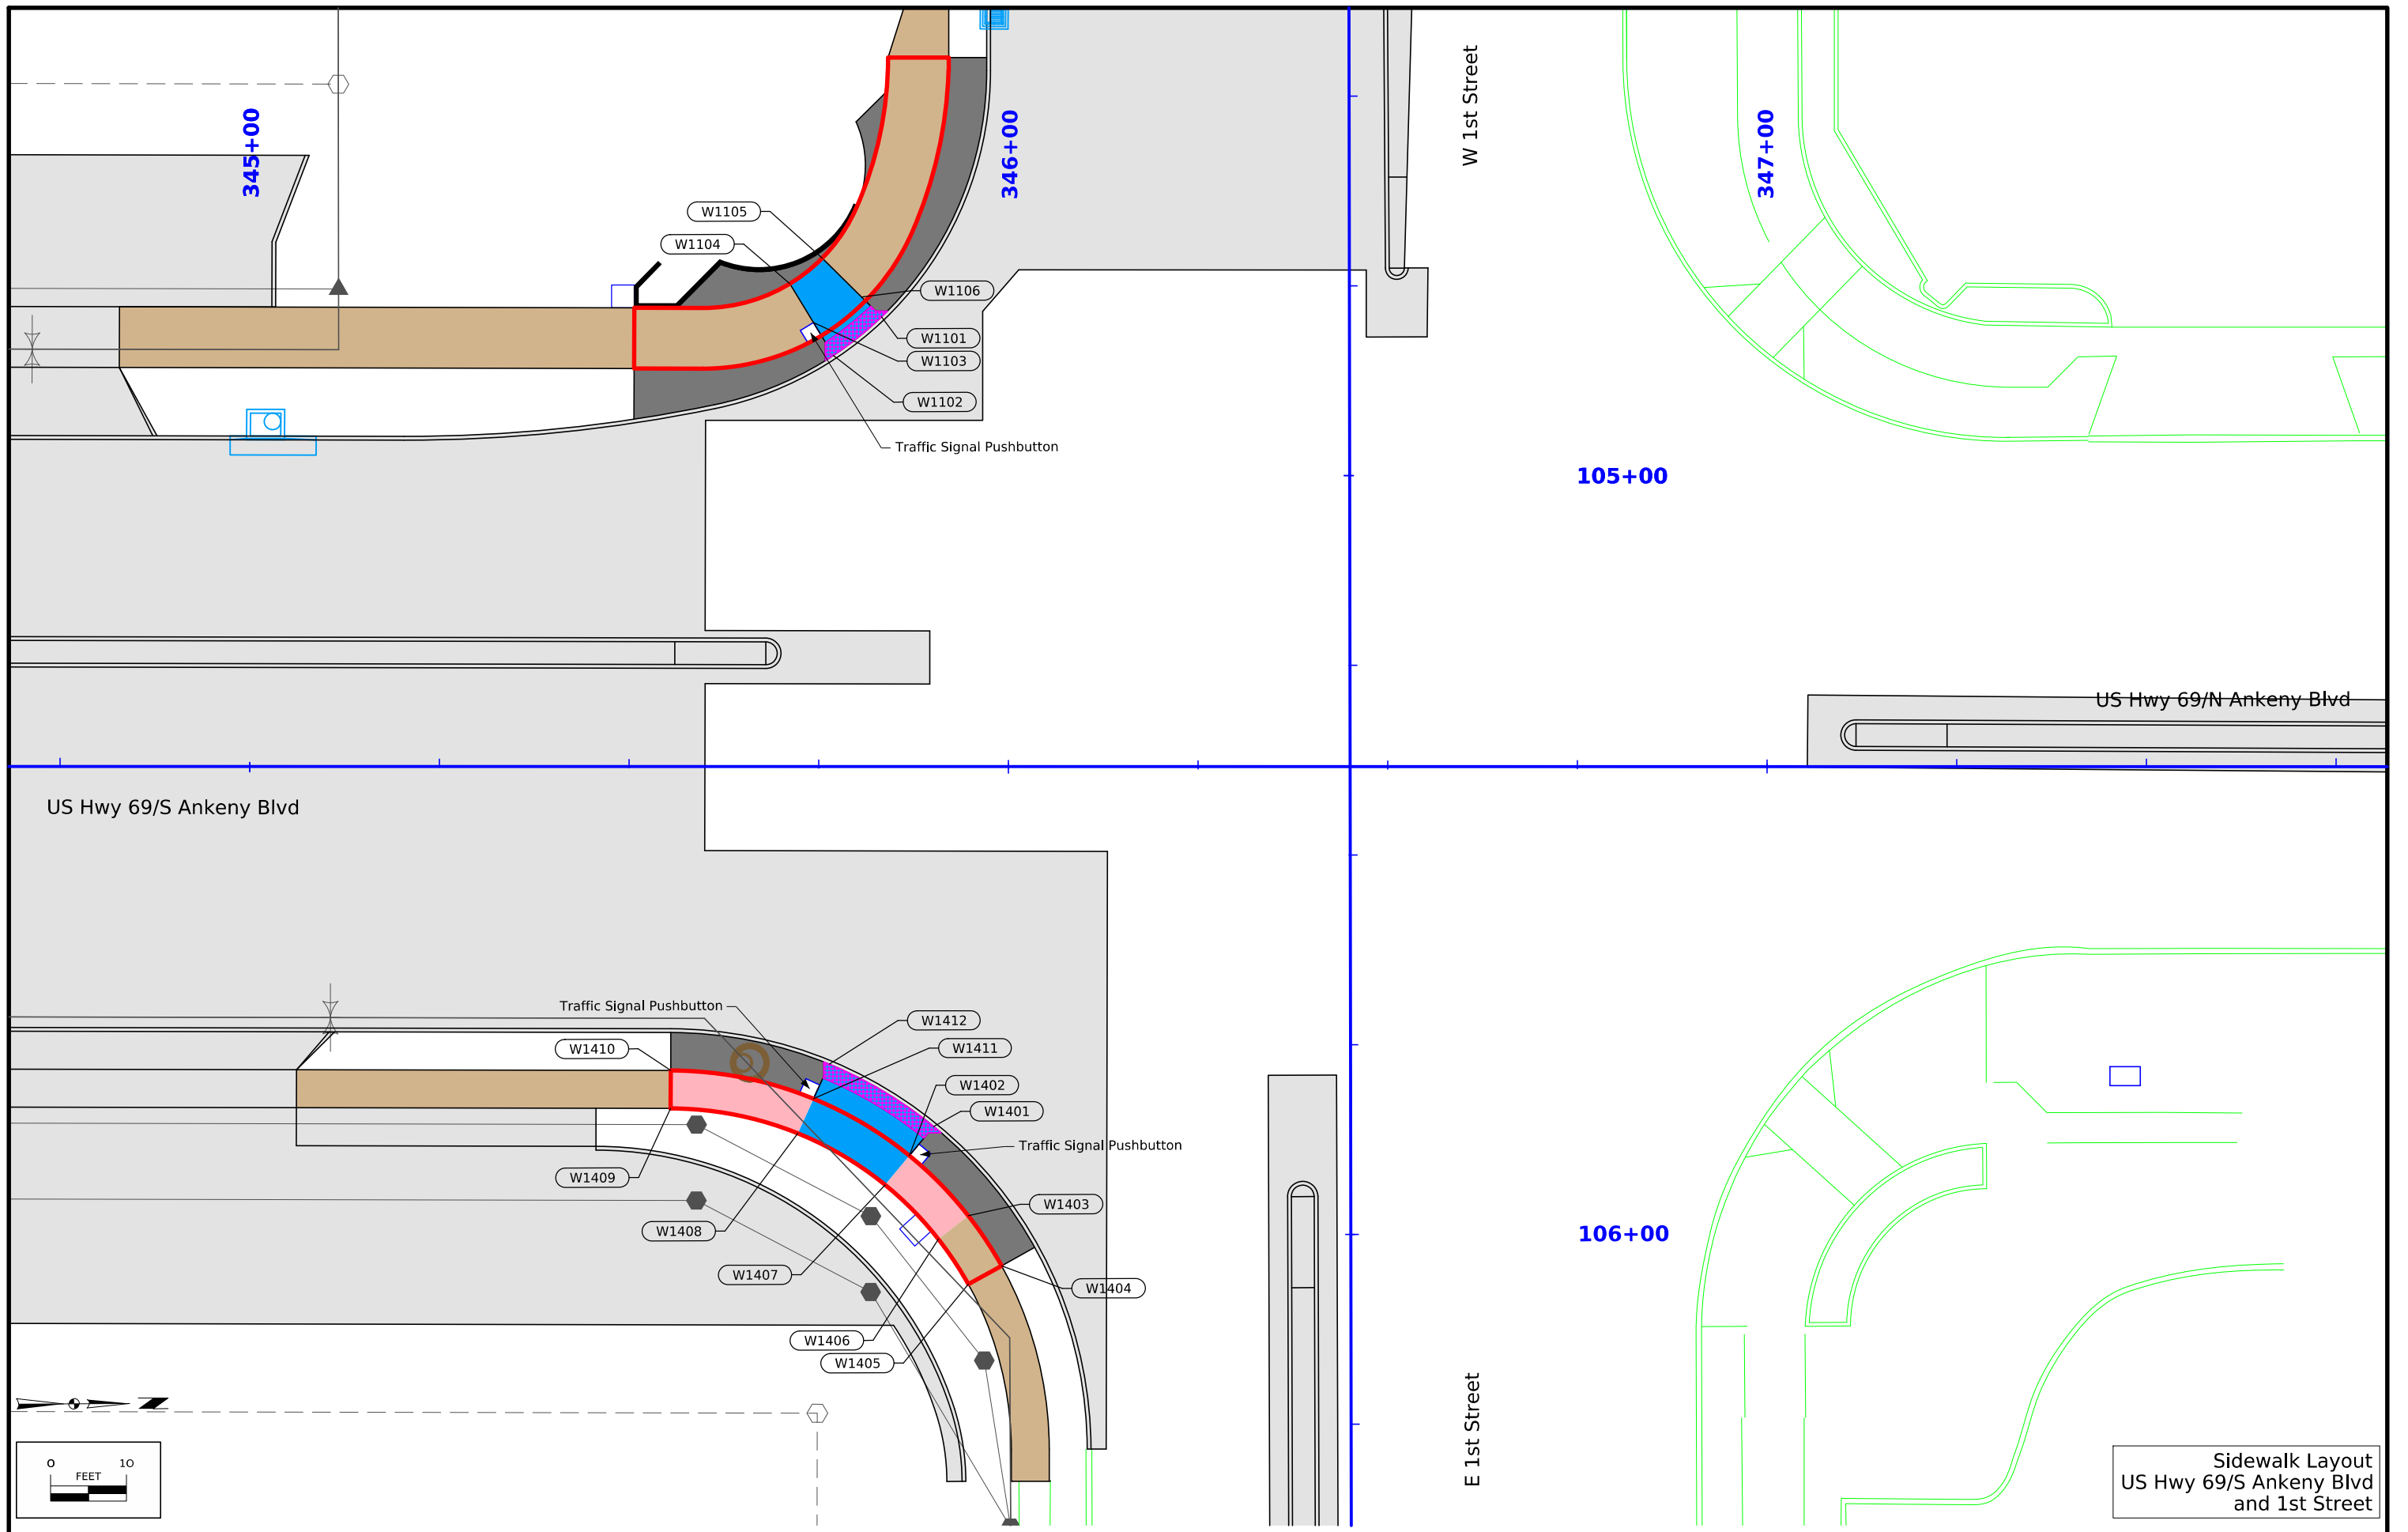 W 1st Street
345+00
346+00
347+00
W1105
W1104
W1106
W1101
W1103
W1102
Traffic Signal Pushbutton
105+00
US Hwy 69/N Ankeny Blvd
US Hwy 69/S Ankeny Blvd
Traffic Signal Pushbutton
W1412
W1410
W1411
W1402
W1401
Traffic Signal Pushbutton
W1409
W1403
W1408
106+00
W1407
W1404
W1406
W1405
E 1st Street
Z
0 10
FEET
Sidewalk Layout
US Hwy 69/S Ankeny Blvd
and 1st Street